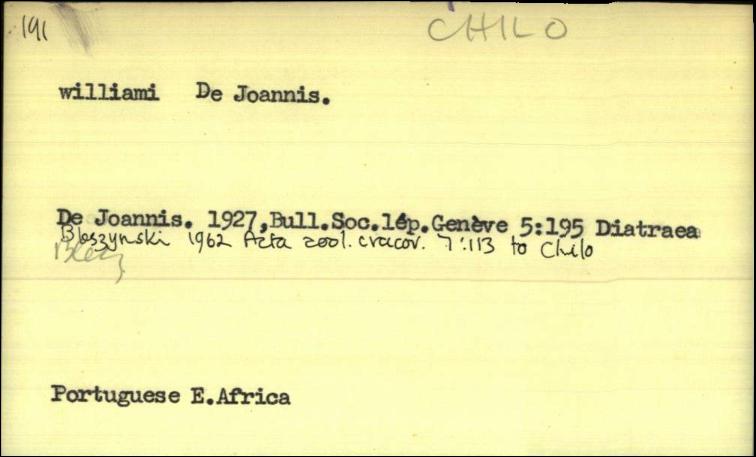 191
CHILO
williami De Joannis.
De Joannis. 1927,Bull.Soc.lép.Genève 5:195 Diatraea
Bleszynski 1962 Acta zool. cracov. 7:113 to Chilo
Blesz
Portuguese E.Africa